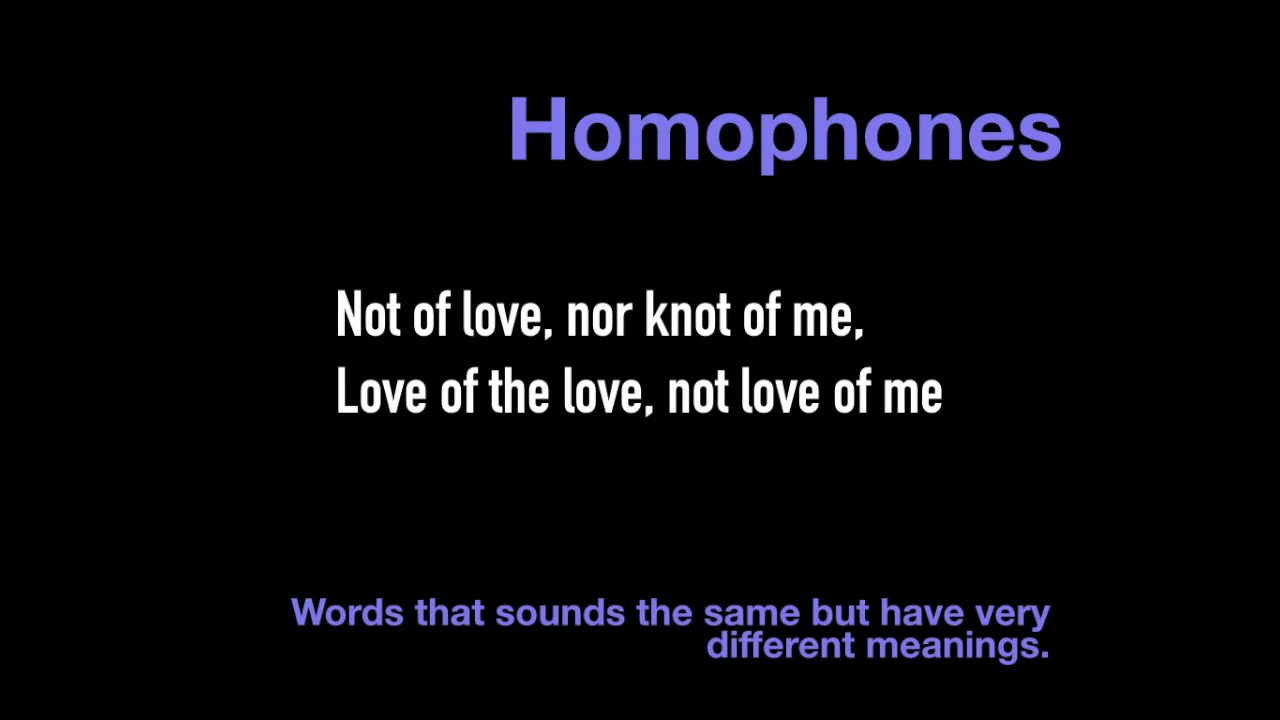 Homophones
Not of love, nor knot of me,
Love of the love, not love of me
Words that sounds the same but have very
different meanings.